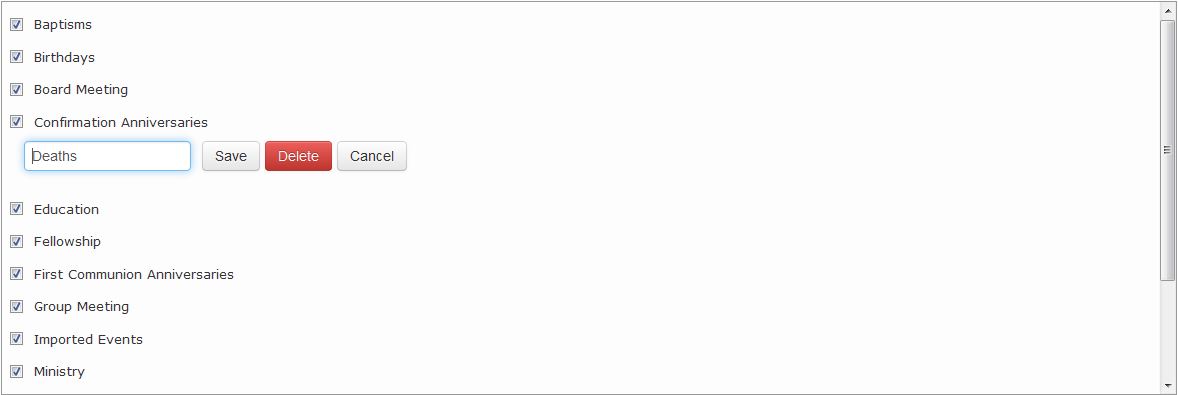 Baptisms
Birthdays
Board Meeting
Confirmation Anniversaries
Deaths Save Delete Cancel
Education
Fellowship
First Communion Anniversaries
Group Meeting
Imported Events
Ministry